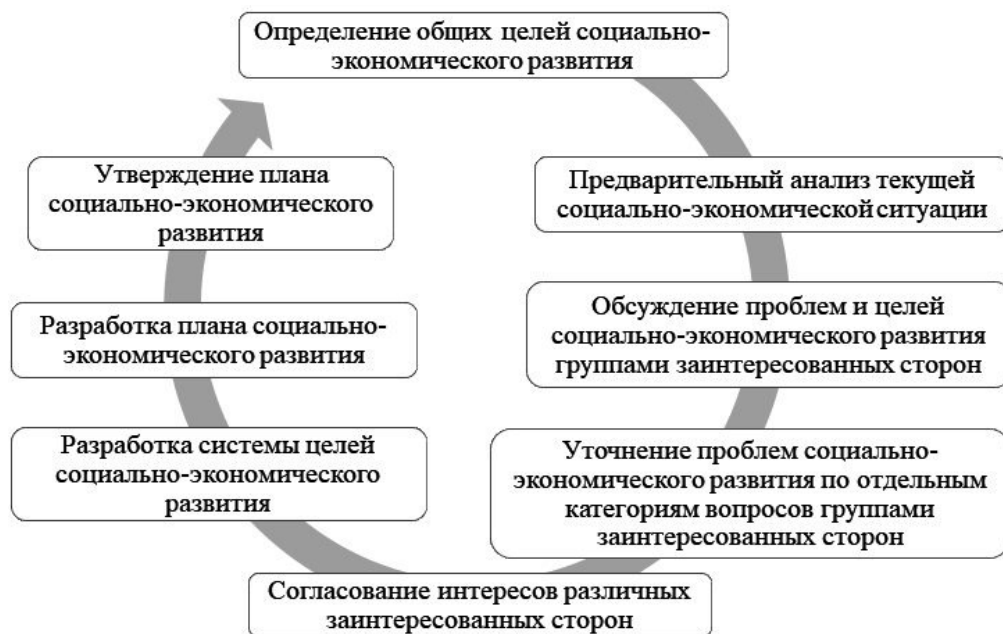 Определение общих целей социально-
экономического развития
Предварительный анализ текущей
социально-экономической ситуации
Обсуждение проблем и целей
социально-экономического развития
группами заинтересованных сторон
Уточнение проблем социально-
экономического развития по отдельным
категориям вопросов группами
заинтересованных сторон
Согласование интересов различных
заинтересованных сторон
Разработка системы целей
социально-экономического
развития
Разработка плана социально-
экономического развития
Утверждение плана
социально-экономического
развития